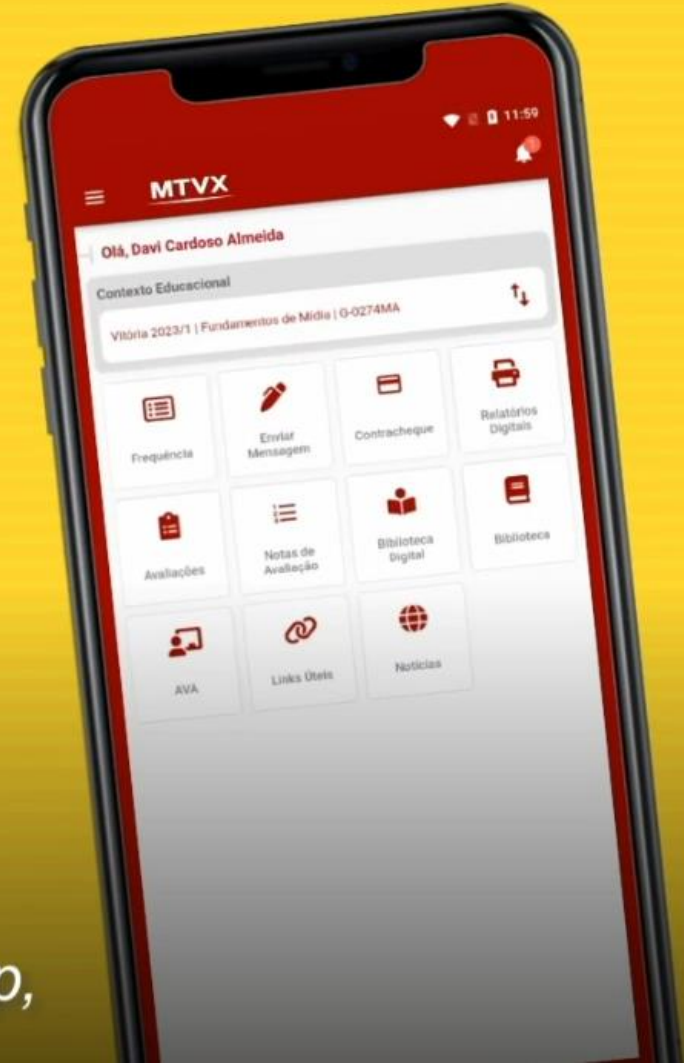 11:59
MTVX
Olá, Davi Cardoso Almeida
Contexto Educacional
Vitória 2023/1 | Fundamentos de Mídia | G-0274MA
Frequência
Enviar
Mensagem
Contracheque
Relatórios
Digitais
Avaliações
Notas de
Avaliação
Biblioteca
Digital
Biblioteca
AVA
Links Úteis
Notícias